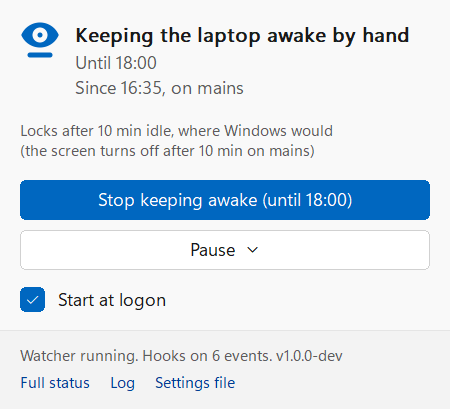 Keeping the laptop awake by hand
Until 18:00
Since 16:35, on mains
Locks after 10 min idle, where Windows would
(the screen turns off after 10 min on mains)
Stop keeping awake (until 18:00)
Pause
Start at logon
Watcher running. Hooks on 6 events. v1.0.0-dev
Full status Log Settings file